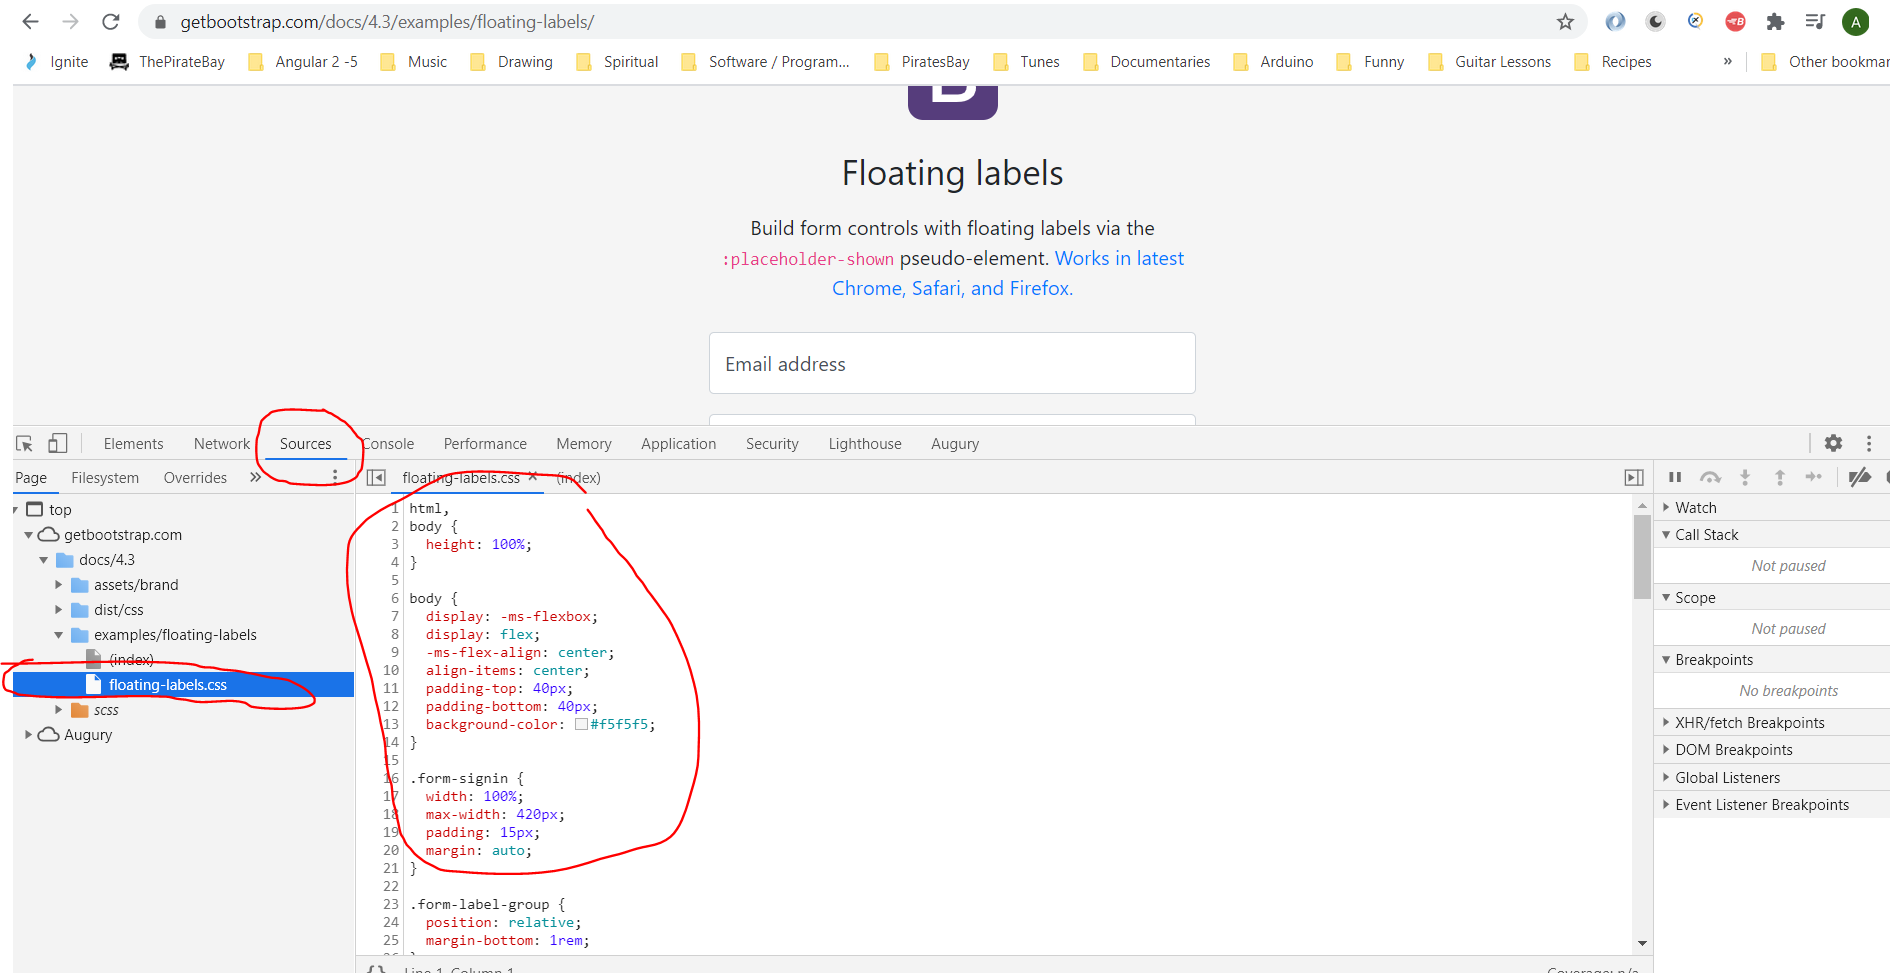 getbootstrap.com/docs/4.3/examples/floating-labels/
A
Ignite ThePirateBay Angular 2 -5 Music Drawing Spiritual Software / Program... PiratesBay Tunes Documentaries Arduino Funny Guitar Lessons Recipes » Other bookmar
B
Floating labels
Build form controls with floating labels via the
:placeholder-shown pseudo-element. Works in latest
Chrome, Safari, and Firefox.
Email address
Elements Network Sources Console Performance Memory Application Security Lighthouse Augury
Page Filesystem Overrides »
top
getbootstrap.com
docs/4.3
assets/brand
dist/css
examples/floating-labels
(index)
floating-labels.css
scss
Augury
floating-labels.css × (index)
1 html,
2 body {
3 height: 100%;
4 }
5
6 body {
7 display: -ms-flexbox;
8 display: flex;
9 -ms-flex-align: center;
10 align-items: center;
11 padding-top: 40px;
12 padding-bottom: 40px;
13 background-color: #f5f5f5;
14 }
15
16 .form-signin {
17 width: 100%;
18 max-width: 420px;
19 padding: 15px;
20 margin: auto;
21 }
22
23 .form-label-group {
24 position: relative;
25 margin-bottom: 1rem;
{} Line 1, Column 1 Coverage: n/a
Watch
Call Stack
Not paused
Scope
Not paused
Breakpoints
No breakpoints
XHR/fetch Breakpoints
DOM Breakpoints
Global Listeners
Event Listener Breakpoints